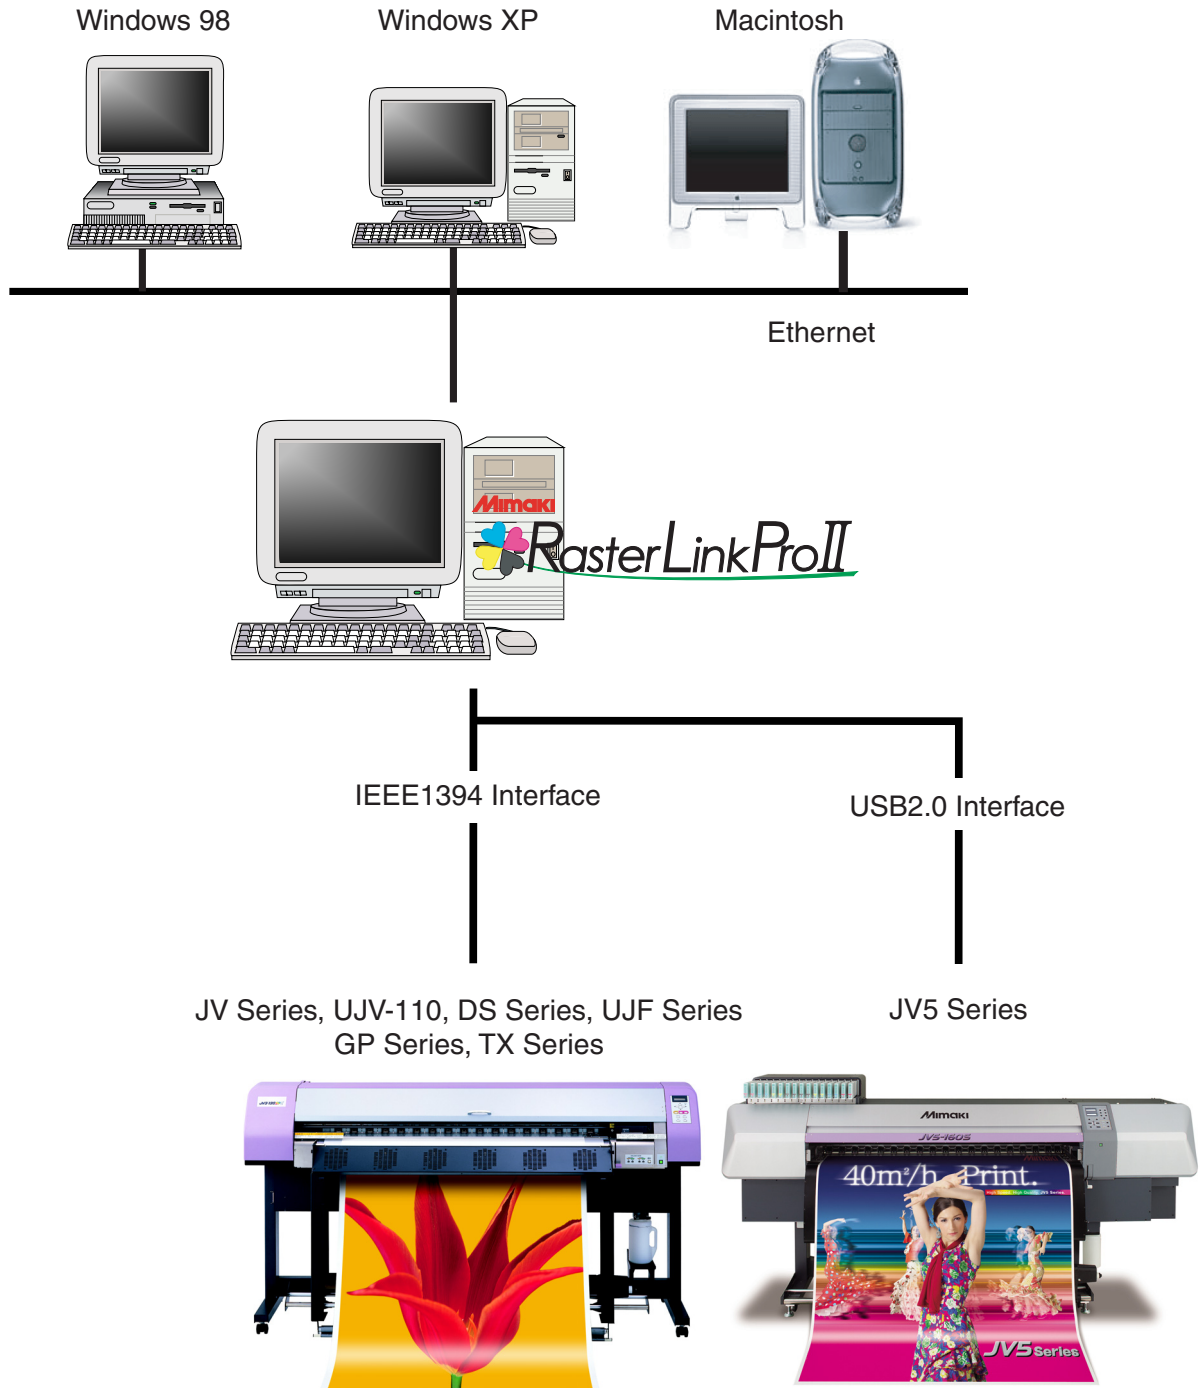 Windows 98
Windows XP
Macintosh
Ethernet
Mimaki
RasterLinkProII
IEEE1394 Interface
USB2.0 Interface
JV Series, UJV-110, DS Series, UJF Series
GP Series, TX Series
JV5 Series
Mimaki
JV5-160S
40m²/h Print.
JV5 Series